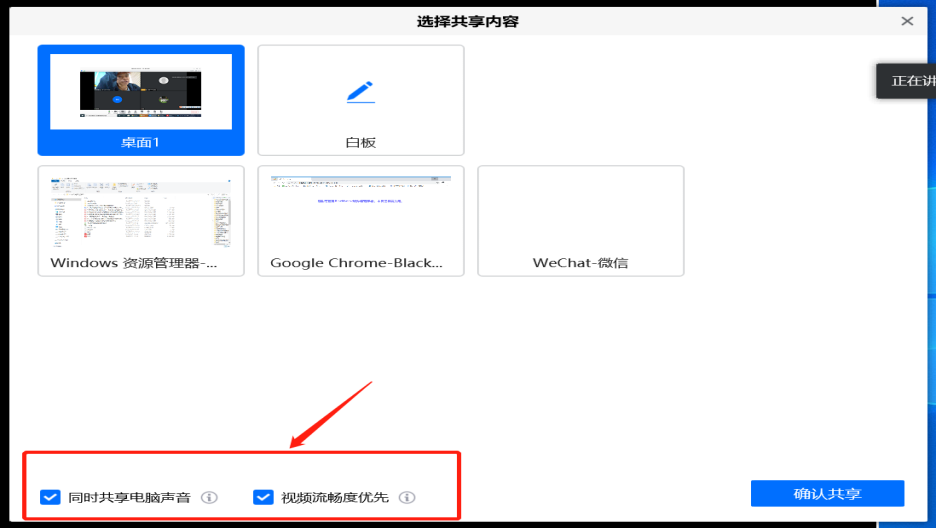 选择共享内容
正在讲
桌面1
白板
Windows 资源管理器-...
Google Chrome-Black...
WeChat-微信
同时共享电脑声音
视频流畅度优先
确认共享